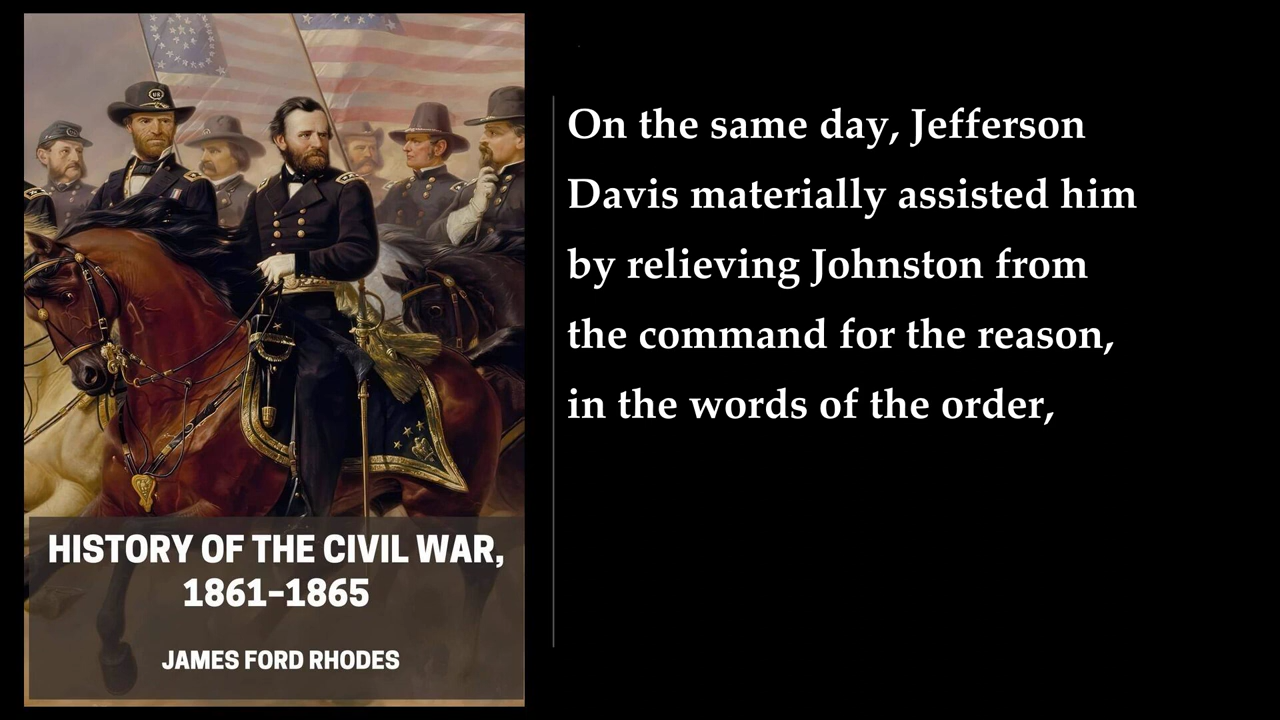 HISTORY OF THE CIVIL WAR,
1861–1865
JAMES FORD RHODES
On the same day, Jefferson
Davis materially assisted him
by relieving Johnston from
the command for the reason,
in the words of the order,